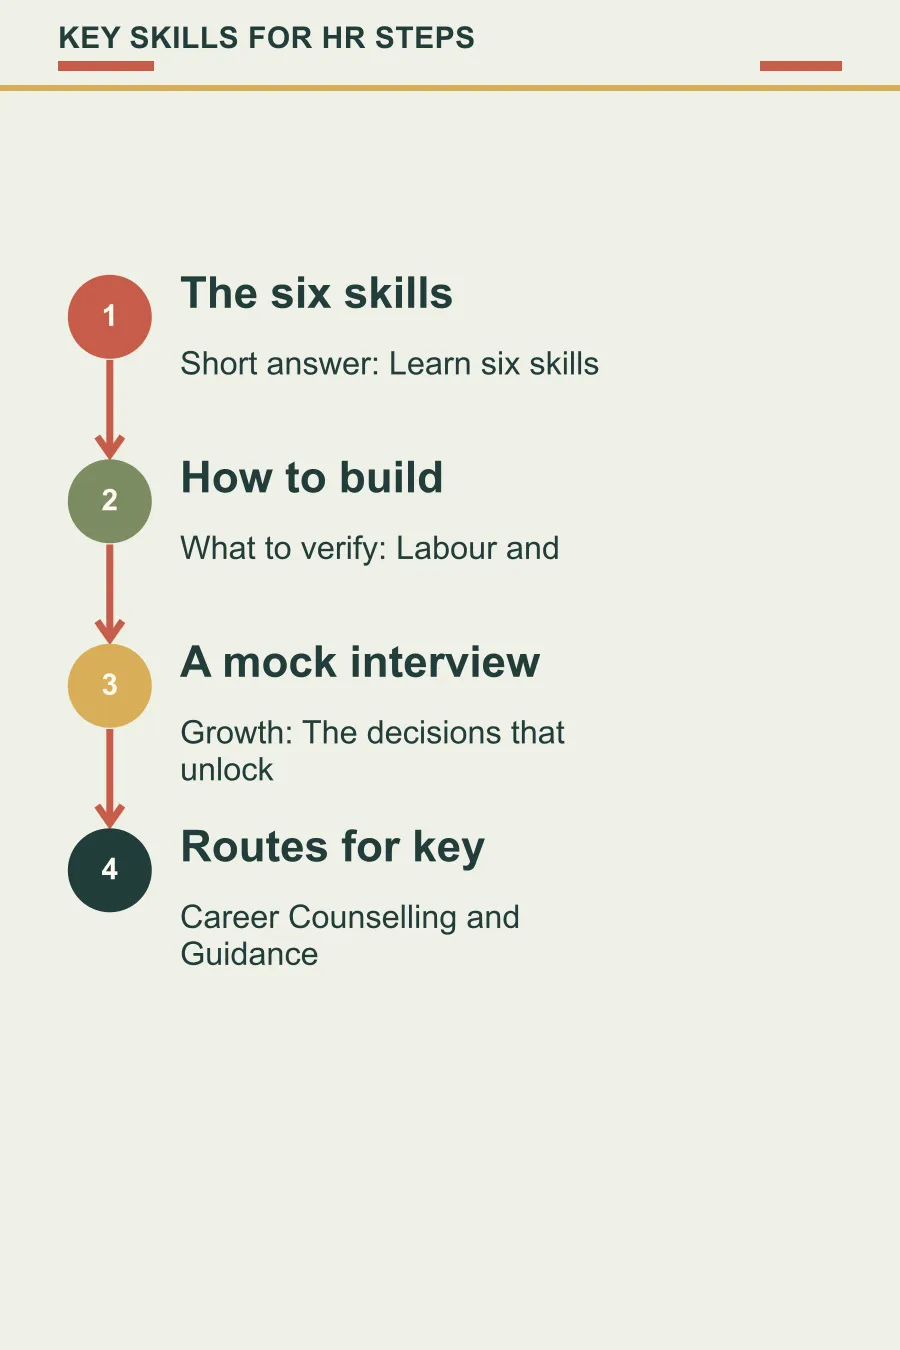 KEY SKILLS FOR HR STEPS
1
The six skills
Short answer: Learn six skills
2
How to build
What to verify: Labour and
3
A mock interview
Growth: The decisions that
unlock
4
Routes for key
Career Counselling and
Guidance